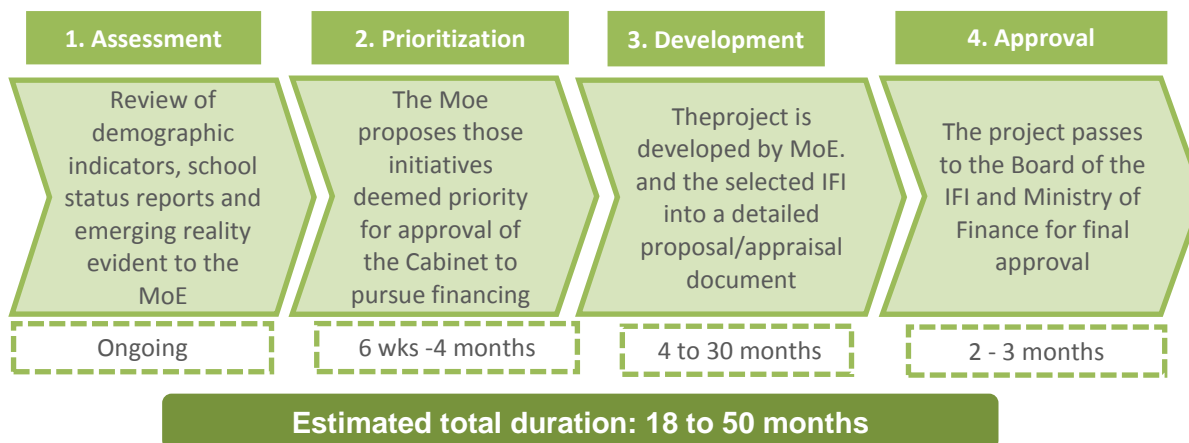 1. Assessment
2. Prioritization
3. Development
4. Approval
Review of
demographic
indicators, school
status reports and
emerging reality
evident to the
MoE
The Moe
proposes those
initiatives
deemed priority
for approval of
the Cabinet to
pursue financing
Theproject is
developed by MoE.
and the selected IFI
into a detailed
proposal/appraisal
document
The project passes
to the Board of the
IFI and Ministry of
Finance for final
approval
Ongoing
6 wks -4 months
4 to 30 months
2 - 3 months
Estimated total duration: 18 to 50 months